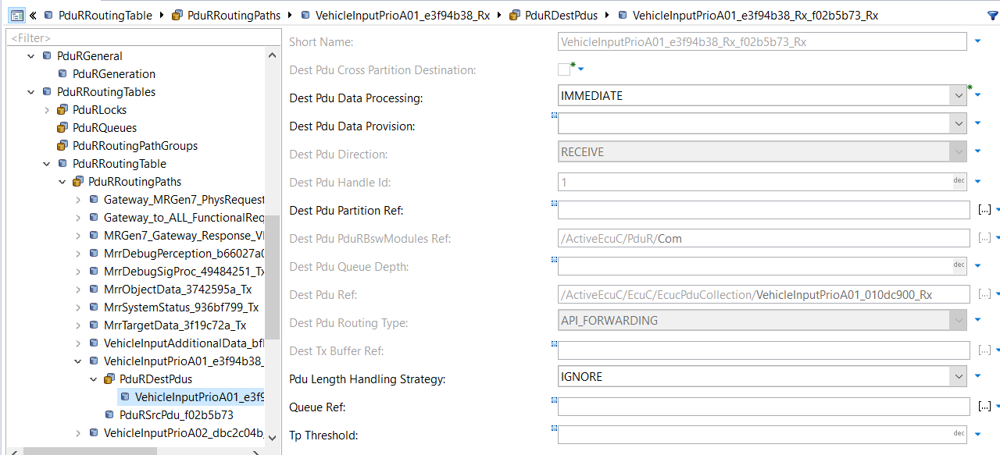 « PduRRoutingTable PduRRoutingPaths VehicleInputPrioA01_e3f94b38_Rx PduRDestPdus VehicleInputPrioA01_e3f94b38_Rx_f02b5b73_Rx
<Filter>
PduRGeneral
PduRGeneration
PduRRoutingTables
PduRLocks
PduRQueues
PduRRoutingPathGroups
PduRRoutingTable
PduRRoutingPaths
Gateway_MRGen7_PhysRequest
Gateway_to_ALL_FunctionalReq
MRGen7_Gateway_Response_V
MrrDebugPerception_b66027a0
MrrDebugSigProc_49484251_Tx
MrrObjectData_3742595a_Tx
MrrSystemStatus_936bf799_Tx
MrrTargetData_3f19c72a_Tx
VehicleInputAdditionalData_bf
VehicleInputPrioA01_e3f94b38_
PduRDestPdus
VehicleInputPrioA01_e3f9
PduRSrcPdu_f02b5b73
VehicleInputPrioA02_dbc2c04b_
Short Name: VehicleInputPrioA01_e3f94b38_Rx_f02b5b73_Rx
Dest Pdu Cross Partition Destination: *
Dest Pdu Data Processing: IMMEDIATE *
Dest Pdu Data Provision:
Dest Pdu Direction: RECEIVE
Dest Pdu Handle Id: 1 dec
Dest Pdu Partition Ref: [...]
Dest Pdu PduRBswModules Ref: /ActiveEcuC/PduR/Com [...]
Dest Pdu Queue Depth: dec
Dest Pdu Ref: /ActiveEcuC/EcuC/EcucPduCollection/VehicleInputPrioA01_010dc900_Rx [...]
Dest Pdu Routing Type: API_FORWARDING
Dest Tx Buffer Ref: [...]
Pdu Length Handling Strategy: IGNORE
Queue Ref: [...]
Tp Threshold: dec